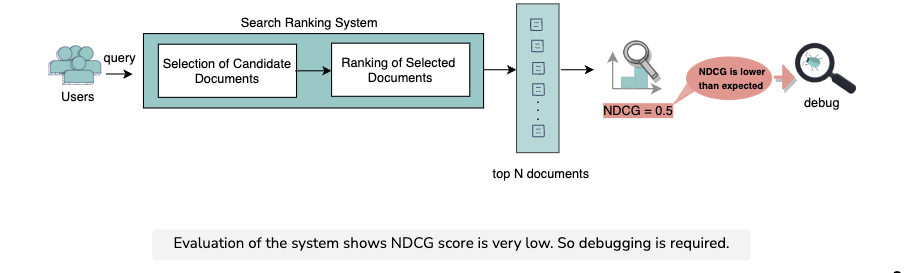 Search Ranking System
query
Users
Selection of Candidate
Documents
Ranking of Selected
Documents
top N documents
NDCG = 0.5
NDCG is lower
than expected
debug
Evaluation of the system shows NDCG score is very low. So debugging is required.